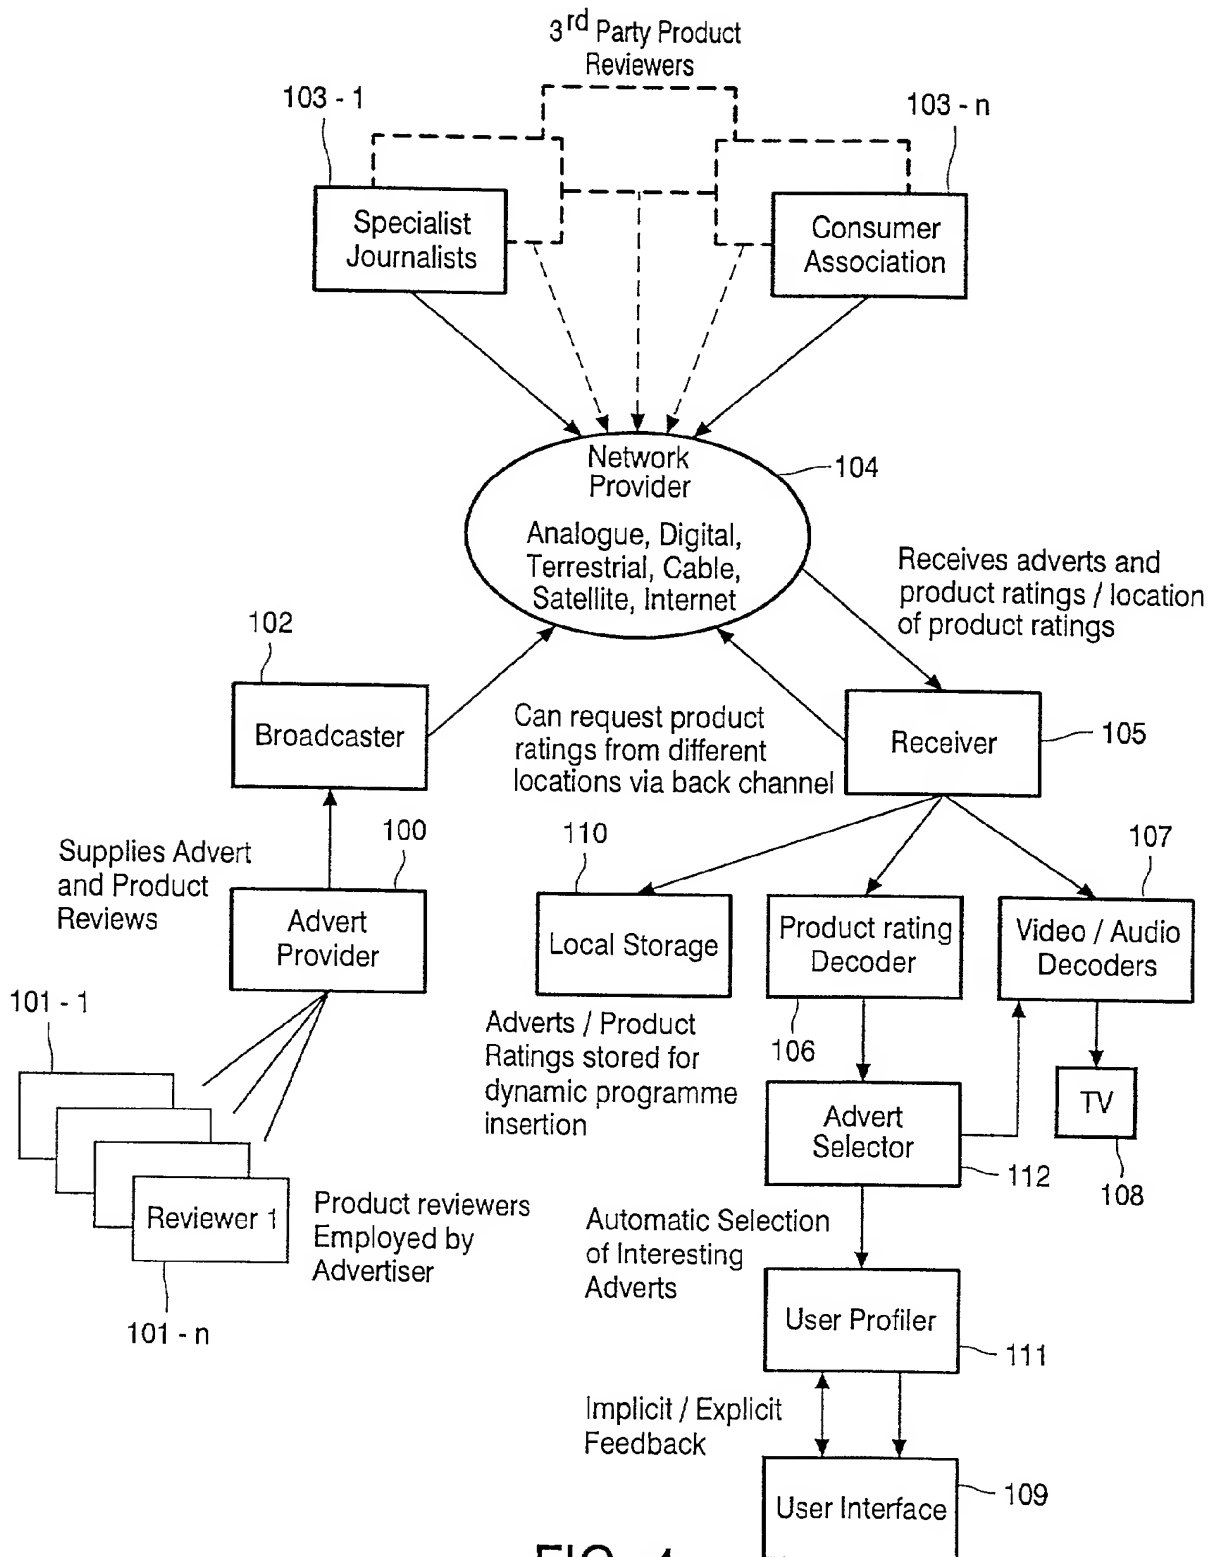 3rd Party Product
Reviewers
103 - 1
103 - n
Specialist
Journalists
Consumer
Association
Network
Provider
104
Analogue, Digital,
Terrestrial, Cable,
Satellite, Internet
Receives adverts and
product ratings / location
of product ratings
102
Broadcaster
Can request product
ratings from different
locations via back channel
Receiver
105
Supplies Advert
and Product
Reviews
100
Advert
Provider
110
Local Storage
Product rating
Decoder
107
Video / Audio
Decoders
101 - 1
Adverts / Product
Ratings stored for
dynamic programme
insertion
106
Advert
Selector
112
TV
108
Reviewer 1
Product reviewers
Employed by
Advertiser
101 - n
Automatic Selection
of Interesting
Adverts
User Profiler
111
Implicit / Explicit
Feedback
User Interface
109